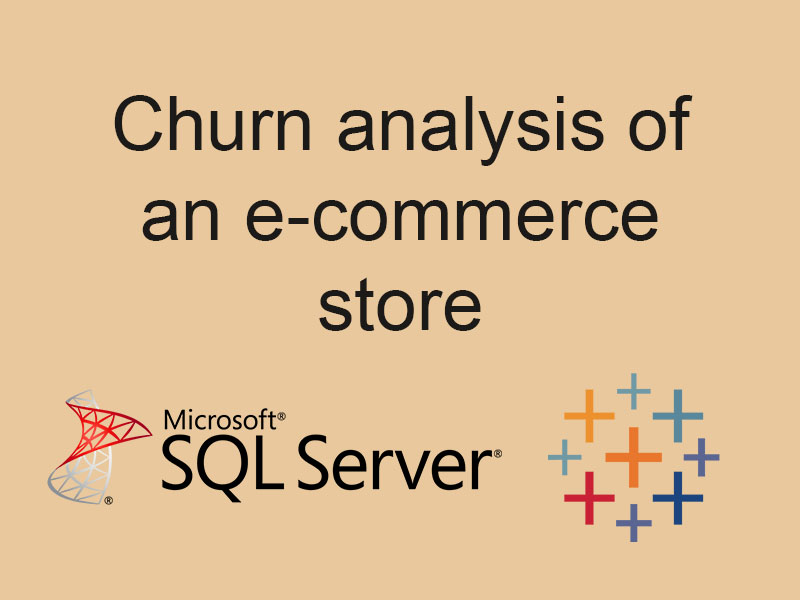 Churn analysis of
an e-commerce
store
Microsoft®
SQL Server®
®